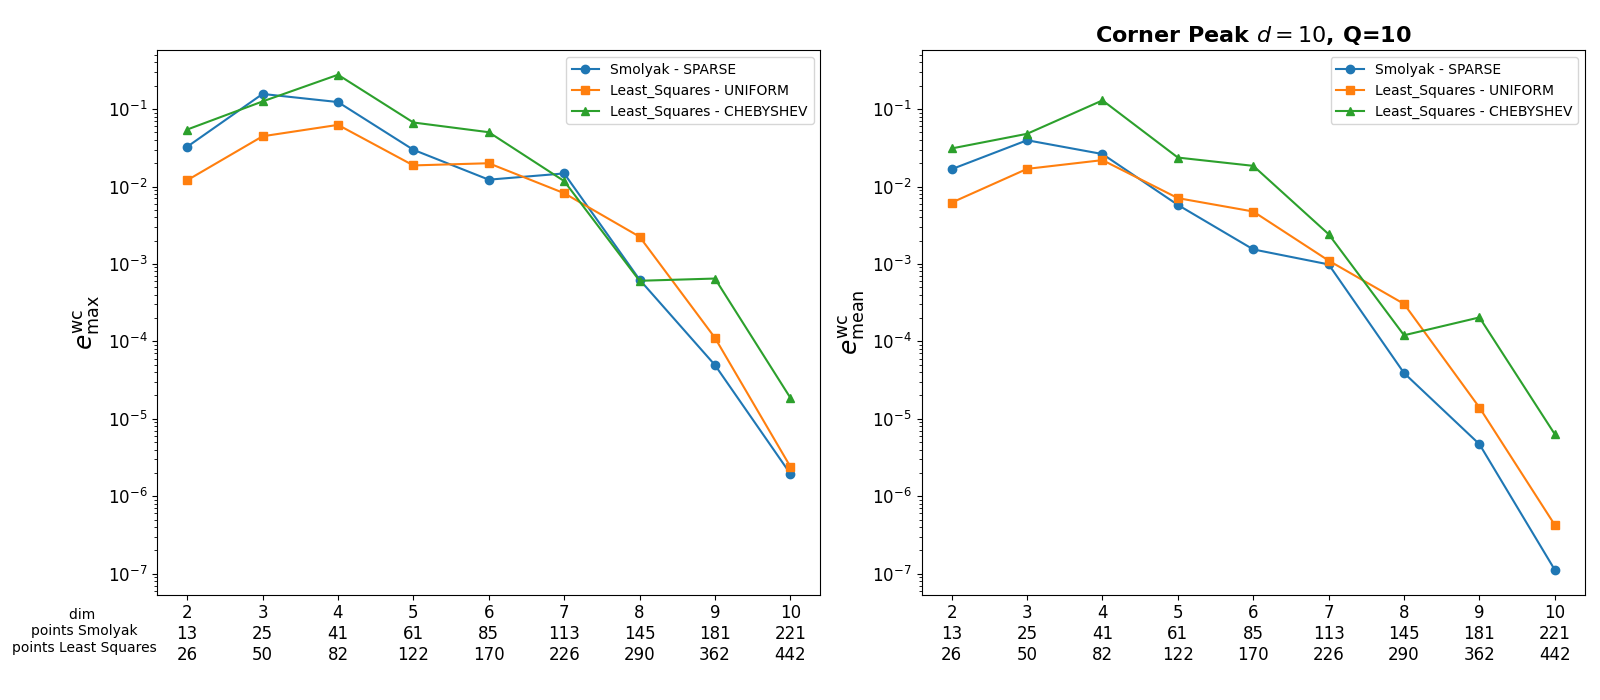 Corner Peak d = 10, Q=10
Smolyak - SPARSE
Least_Squares - UNIFORM
Least_Squares - CHEBYSHEV
10⁻¹
10⁻²
10⁻³
10⁻⁴
10⁻⁵
10⁻⁶
10⁻⁷
e^wc_max
dim
points Smolyak
points Least Squares
2 3 4 5 6 7 8 9 10
13 25 41 61 85 113 145 181 221
26 50 82 122 170 226 290 362 442
Smolyak - SPARSE
Least_Squares - UNIFORM
Least_Squares - CHEBYSHEV
10⁻¹
10⁻²
10⁻³
10⁻⁴
10⁻⁵
10⁻⁶
10⁻⁷
e^wc_mean
2 3 4 5 6 7 8 9 10
13 25 41 61 85 113 145 181 221
26 50 82 122 170 226 290 362 442